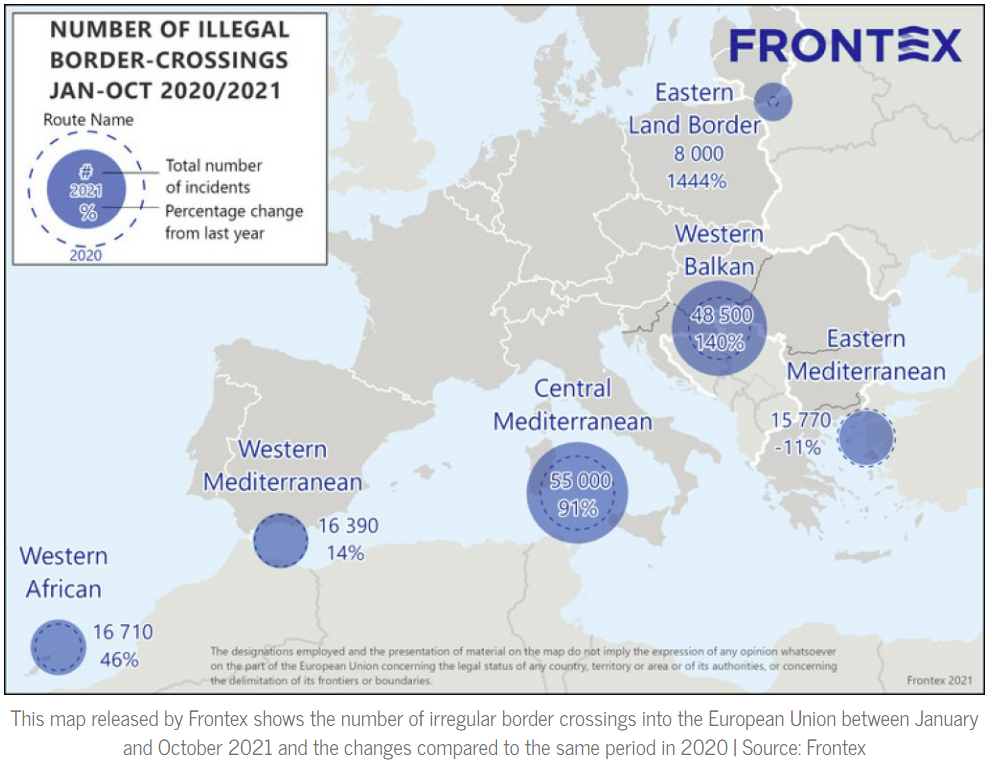 NUMBER OF ILLEGAL
BORDER-CROSSINGS
JAN-OCT 2020/2021
Route Name
#
2021
%
Total number
of incidents
Percentage change
from last year
2020
FRONTEX
Eastern
Land Border
8 000
1444%
Western
Balkan
48 500
140%
Eastern
Mediterranean
15 770
-11%
Central
Mediterranean
55 000
91%
Western
Mediterranean
16 390
14%
Western
African
16 710
46%
The designations employed and the presentation of material on the map do not imply the expression of any opinion whatsoever
on the part of the European Union concerning the legal status of any country, territory or area or of its authorities, or concerning
the delimitation of its frontiers or boundaries.
Frontex 2021
This map released by Frontex shows the number of irregular border crossings into the European Union between January
and October 2021 and the changes compared to the same period in 2020 | Source: Frontex